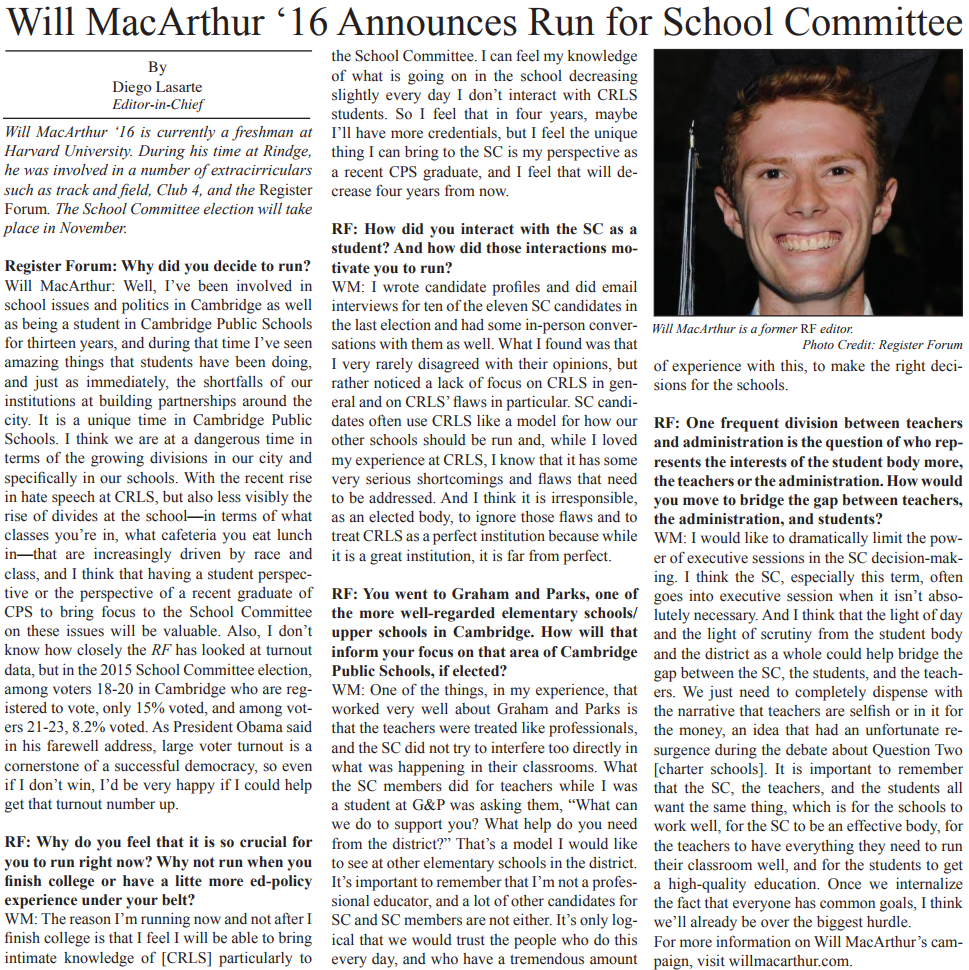 Will MacArthur ‘16 Announces Run for School Committee
By
Diego Lasarte
Editor-in-Chief
Will MacArthur ‘16 is currently a freshman at
Harvard University. During his time at Rindge,
he was involved in a number of extracirriculars
such as track and field, Club 4, and the Register
Forum. The School Committee election will take
place in November.
Register Forum: Why did you decide to run?
Will MacArthur: Well, I’ve been involved in
school issues and politics in Cambridge as well
as being a student in Cambridge Public Schools
for thirteen years, and during that time I’ve seen
amazing things that students have been doing,
and just as immediately, the shortfalls of our
institutions at building partnerships around the
city. It is a unique time in Cambridge Public
Schools. I think we are at a dangerous time in
terms of the growing divisions in our city and
specifically in our schools. With the recent rise
in hate speech at CRLS, but also less visibly the
rise of divides at the school—in terms of what
classes you’re in, what cafeteria you eat lunch
in—that are increasingly driven by race and
class, and I think that having a student perspec-
tive or the perspective of a recent graduate of
CPS to bring focus to the School Committee
on these issues will be valuable. Also, I don’t
know how closely the RF has looked at turnout
data, but in the 2015 School Committee election,
among voters 18-20 in Cambridge who are reg-
istered to vote, only 15% voted, and among vot-
ers 21-23, 8.2% voted. As President Obama said
in his farewell address, large voter turnout is a
cornerstone of a successful democracy, so even
if I don’t win, I’d be very happy if I could help
get that turnout number up.
RF: Why do you feel that it is so crucial for
you to run right now? Why not run when you
finish college or have a litte more ed-policy
experience under your belt?
WM: The reason I’m running now and not after I
finish college is that I feel I will be able to bring
intimate knowledge of [CRLS] particularly to
the School Committee. I can feel my knowledge
of what is going on in the school decreasing
slightly every day I don’t interact with CRLS
students. So I feel that in four years, maybe
I’ll have more credentials, but I feel the unique
thing I can bring to the SC is my perspective as
a recent CPS graduate, and I feel that will de-
crease four years from now.
RF: How did you interact with the SC as a
student? And how did those interactions mo-
tivate you to run?
WM: I wrote candidate profiles and did email
interviews for ten of the eleven SC candidates in
the last election and had some in-person conver-
sations with them as well. What I found was that
I very rarely disagreed with their opinions, but
rather noticed a lack of focus on CRLS in gen-
eral and on CRLS’ flaws in particular. SC candi-
dates often use CRLS like a model for how our
other schools should be run and, while I loved
my experience at CRLS, I know that it has some
very serious shortcomings and flaws that need
to be addressed. And I think it is irresponsible,
as an elected body, to ignore those flaws and to
treat CRLS as a perfect institution because while
it is a great institution, it is far from perfect.
RF: You went to Graham and Parks, one of
the more well-regarded elementary schools/
upper schools in Cambridge. How will that
inform your focus on that area of Cambridge
Public Schools, if elected?
WM: One of the things, in my experience, that
worked very well about Graham and Parks is
that the teachers were treated like professionals,
and the SC did not try to interfere too directly in
what was happening in their classrooms. What
the SC members did for teachers while I was
a student at G&P was asking them, “What can
we do to support you? What help do you need
from the district?” That’s a model I would like
to see at other elementary schools in the district.
It’s important to remember that I’m not a profes-
sional educator, and a lot of other candidates for
SC and SC members are not either. It’s only log-
ical that we would trust the people who do this
every day, and who have a tremendous amount
Will MacArthur is a former RF editor.
Photo Credit: Register Forum
of experience with this, to make the right deci-
sions for the schools.
RF: One frequent division between teachers
and administration is the question of who rep-
resents the interests of the student body more,
the teachers or the administration. How would
you move to bridge the gap between teachers,
the administration, and students?
WM: I would like to dramatically limit the pow-
er of executive sessions in the SC decision-mak-
ing. I think the SC, especially this term, often
goes into executive session when it isn’t abso-
lutely necessary. And I think that the light of day
and the light of scrutiny from the student body
and the district as a whole could help bridge the
gap between the SC, the students, and the teach-
ers. We just need to completely dispense with
the narrative that teachers are selfish or in it for
the money, an idea that had an unfortunate re-
surgence during the debate about Question Two
[charter schools]. It is important to remember
that the SC, the teachers, and the students all
want the same thing, which is for the schools to
work well, for the SC to be an effective body, for
the teachers to have everything they need to run
their classroom well, and for the students to get
a high-quality education. Once we internalize
the fact that everyone has common goals, I think
we’ll already be over the biggest hurdle.
For more information on Will MacArthur’s cam-
paign, visit willmacarthur.com.